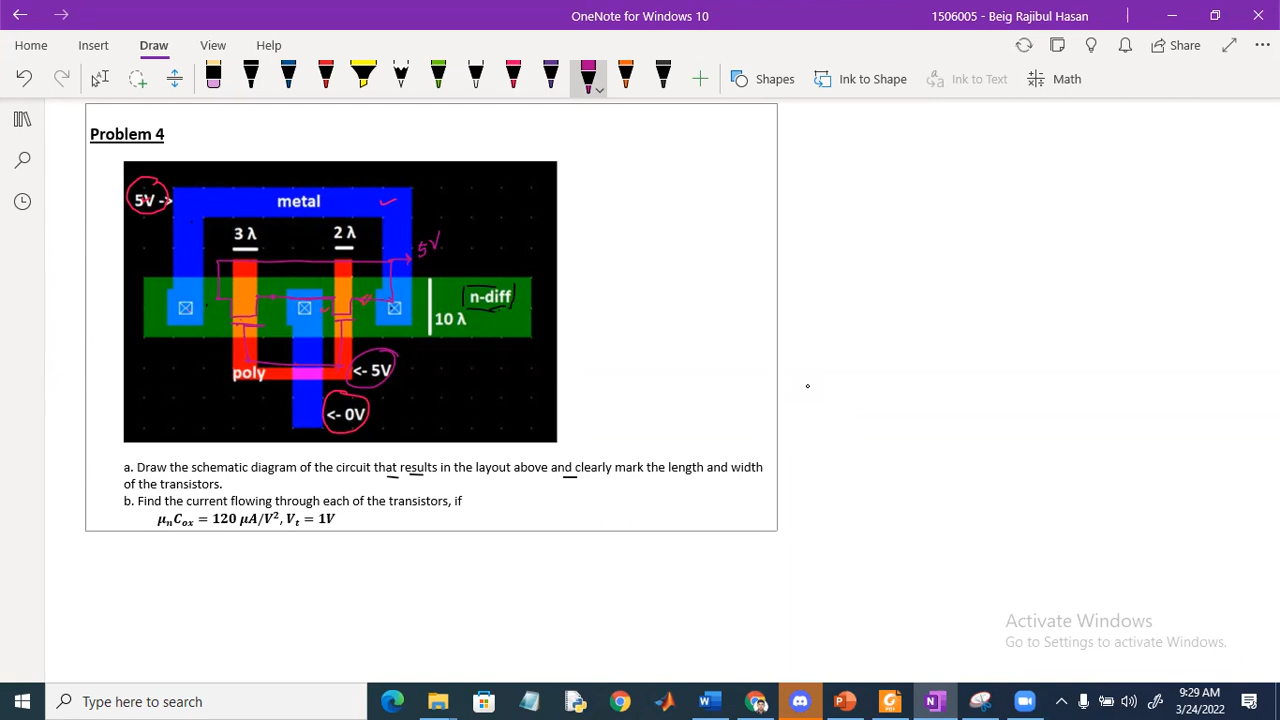 OneNote for Windows 10
1506005 - Beig Rajibul Hasan
Home Insert Draw View Help
Share
Shapes Ink to Shape Ink to Text Math
Problem 4
5V ->
metal
3 λ
2 λ
5V
n-diff
10 λ
poly
<- 5V
<- 0V
a. Draw the schematic diagram of the circuit that results in the layout above and clearly mark the length and width
of the transistors.
b. Find the current flowing through each of the transistors, if
μₙCₒₓ = 120 μA/V², Vₜ = 1V
Activate Windows
Go to Settings to activate Windows.
Type here to search
9:29 AM
3/24/2022